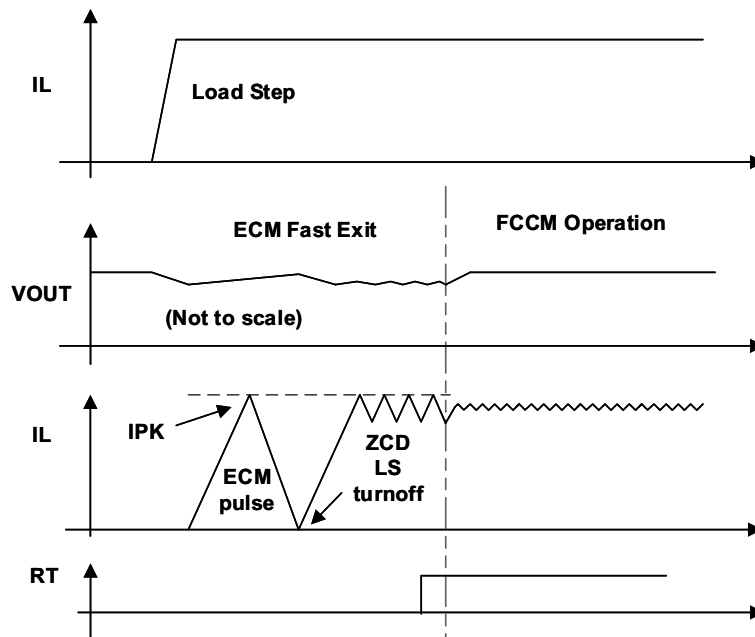 IL
Load Step
ECM Fast Exit
FCCM Operation
VOUT
(Not to scale)
IL
IPK
ECM
pulse
ZCD
LS
turnoff
RT